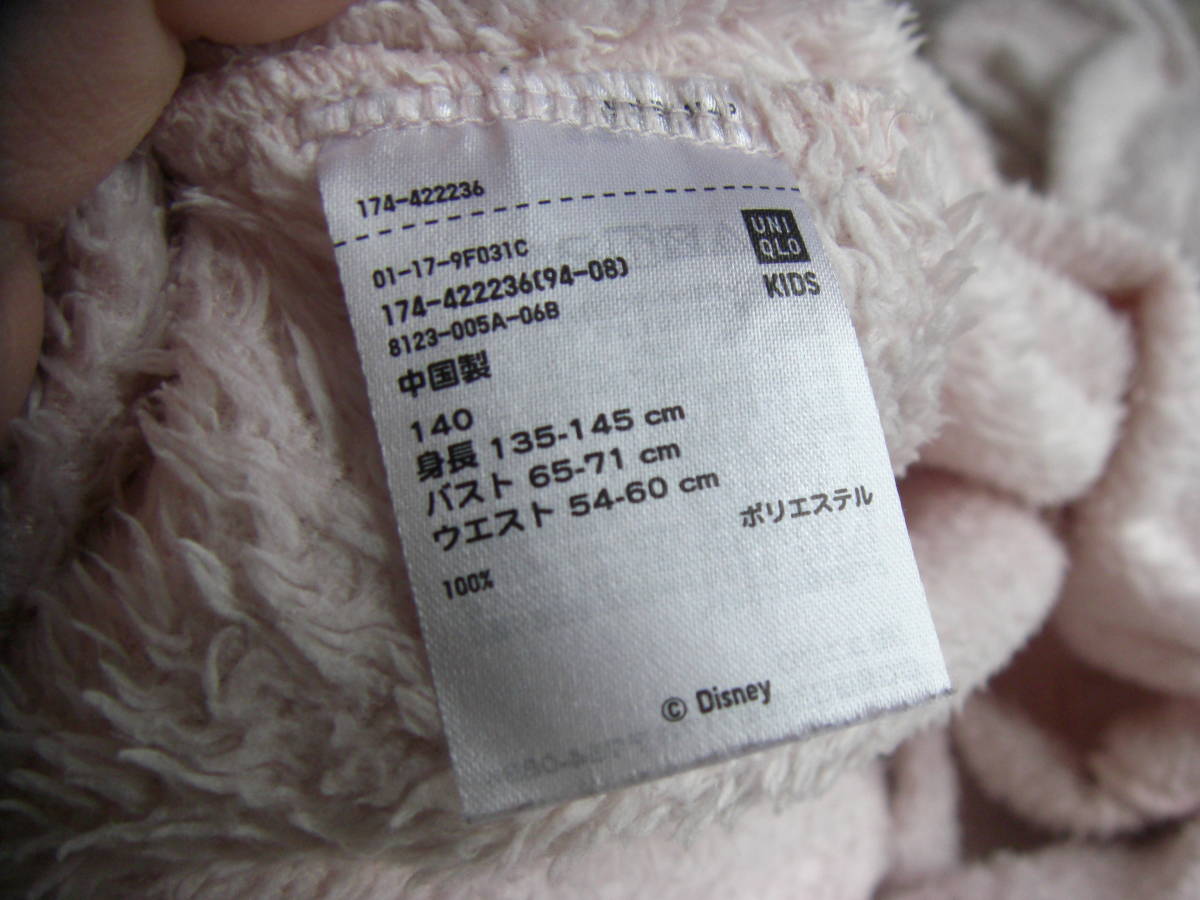 174-422236
UNI
QLO
KIDS
01-17-9F031C
174-422236(94-08)
8123-005A-06B
中国製
140
身長 135-145 cm
バスト 65-71 cm
ウエスト 54-60 cm
ポリエステル
100%
© Disney